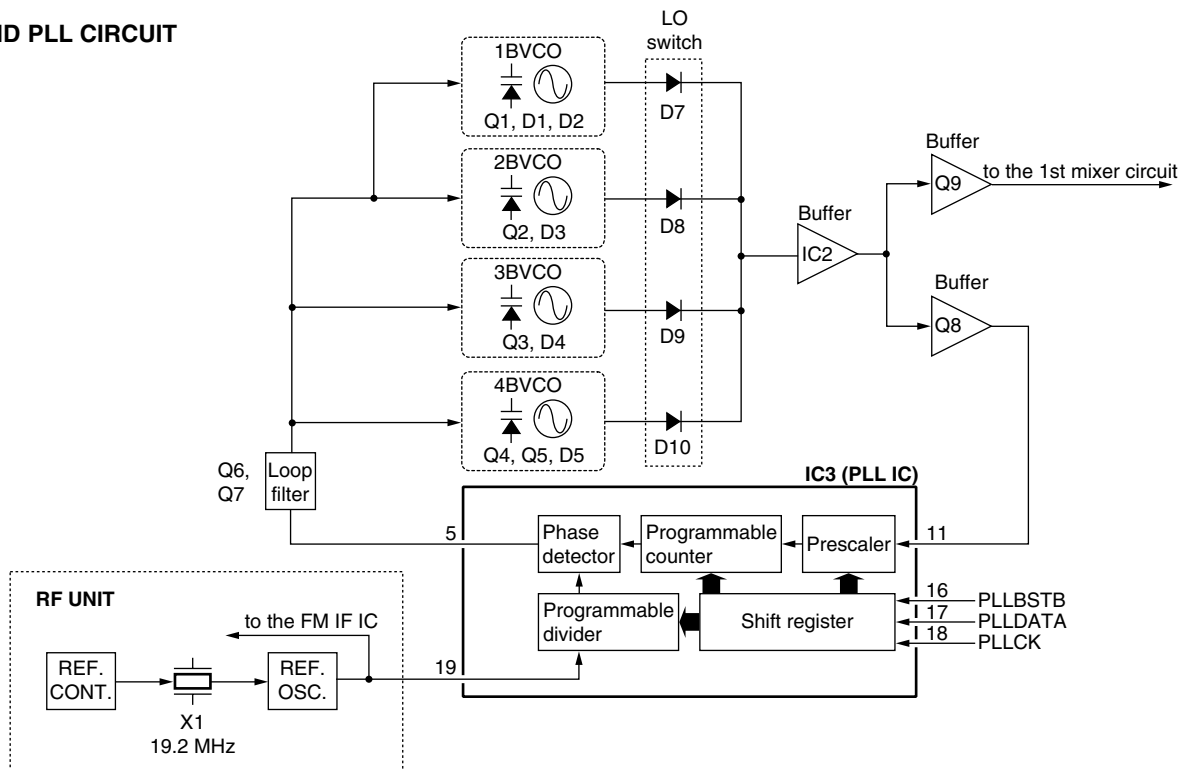 ID PLL CIRCUIT
LO
switch
1BVCO
Q1, D1, D2
D7
2BVCO
Q2, D3
D8
3BVCO
Q3, D4
D9
4BVCO
Q4, Q5, D5
D10
Buffer
IC2
Buffer
Q9
to the 1st mixer circuit
Buffer
Q8
Q6,
Q7
Loop
filter
IC3 (PLL IC)
5
Phase
detector
Programmable
counter
Prescaler
11
Programmable
divider
Shift register
16
PLLBSTB
17
PLLDATA
18
PLLCK
19
RF UNIT
to the FM IF IC
REF.
CONT.
X1
19.2 MHz
REF.
OSC.